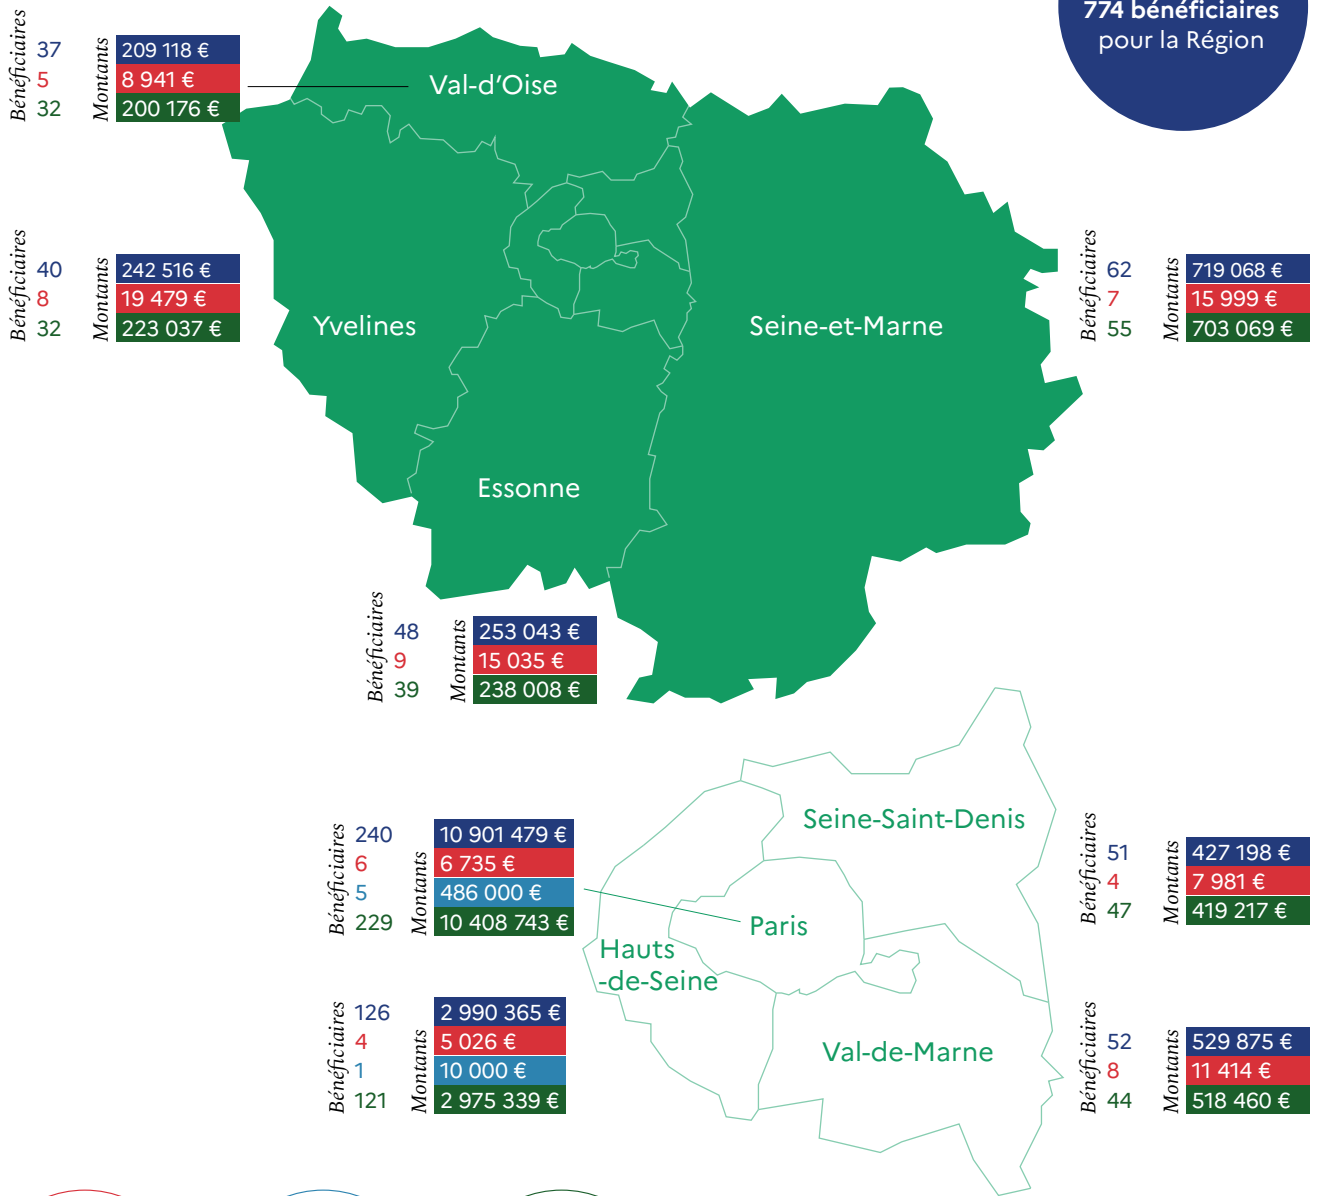 774 bénéficiaires
pour la Région
Bénéficiaires
37
5
32
Montants
209 118 €
8 941 €
200 176 €
Val-d'Oise
Bénéficiaires
40
8
32
Montants
242 516 €
19 479 €
223 037 €
Yvelines
Seine-et-Marne
Bénéficiaires
62
7
55
Montants
719 068 €
15 999 €
703 069 €
Essonne
Bénéficiaires
48
9
39
Montants
253 043 €
15 035 €
238 008 €
Bénéficiaires
240
6
5
229
Montants
10 901 479 €
6 735 €
486 000 €
10 408 743 €
Seine-Saint-Denis
Paris
Hauts
-de-Seine
Bénéficiaires
51
4
47
Montants
427 198 €
7 981 €
419 217 €
Bénéficiaires
126
4
1
121
Montants
2 990 365 €
5 026 €
10 000 €
2 975 339 €
Val-de-Marne
Bénéficiaires
52
8
44
Montants
529 875 €
11 414 €
518 460 €